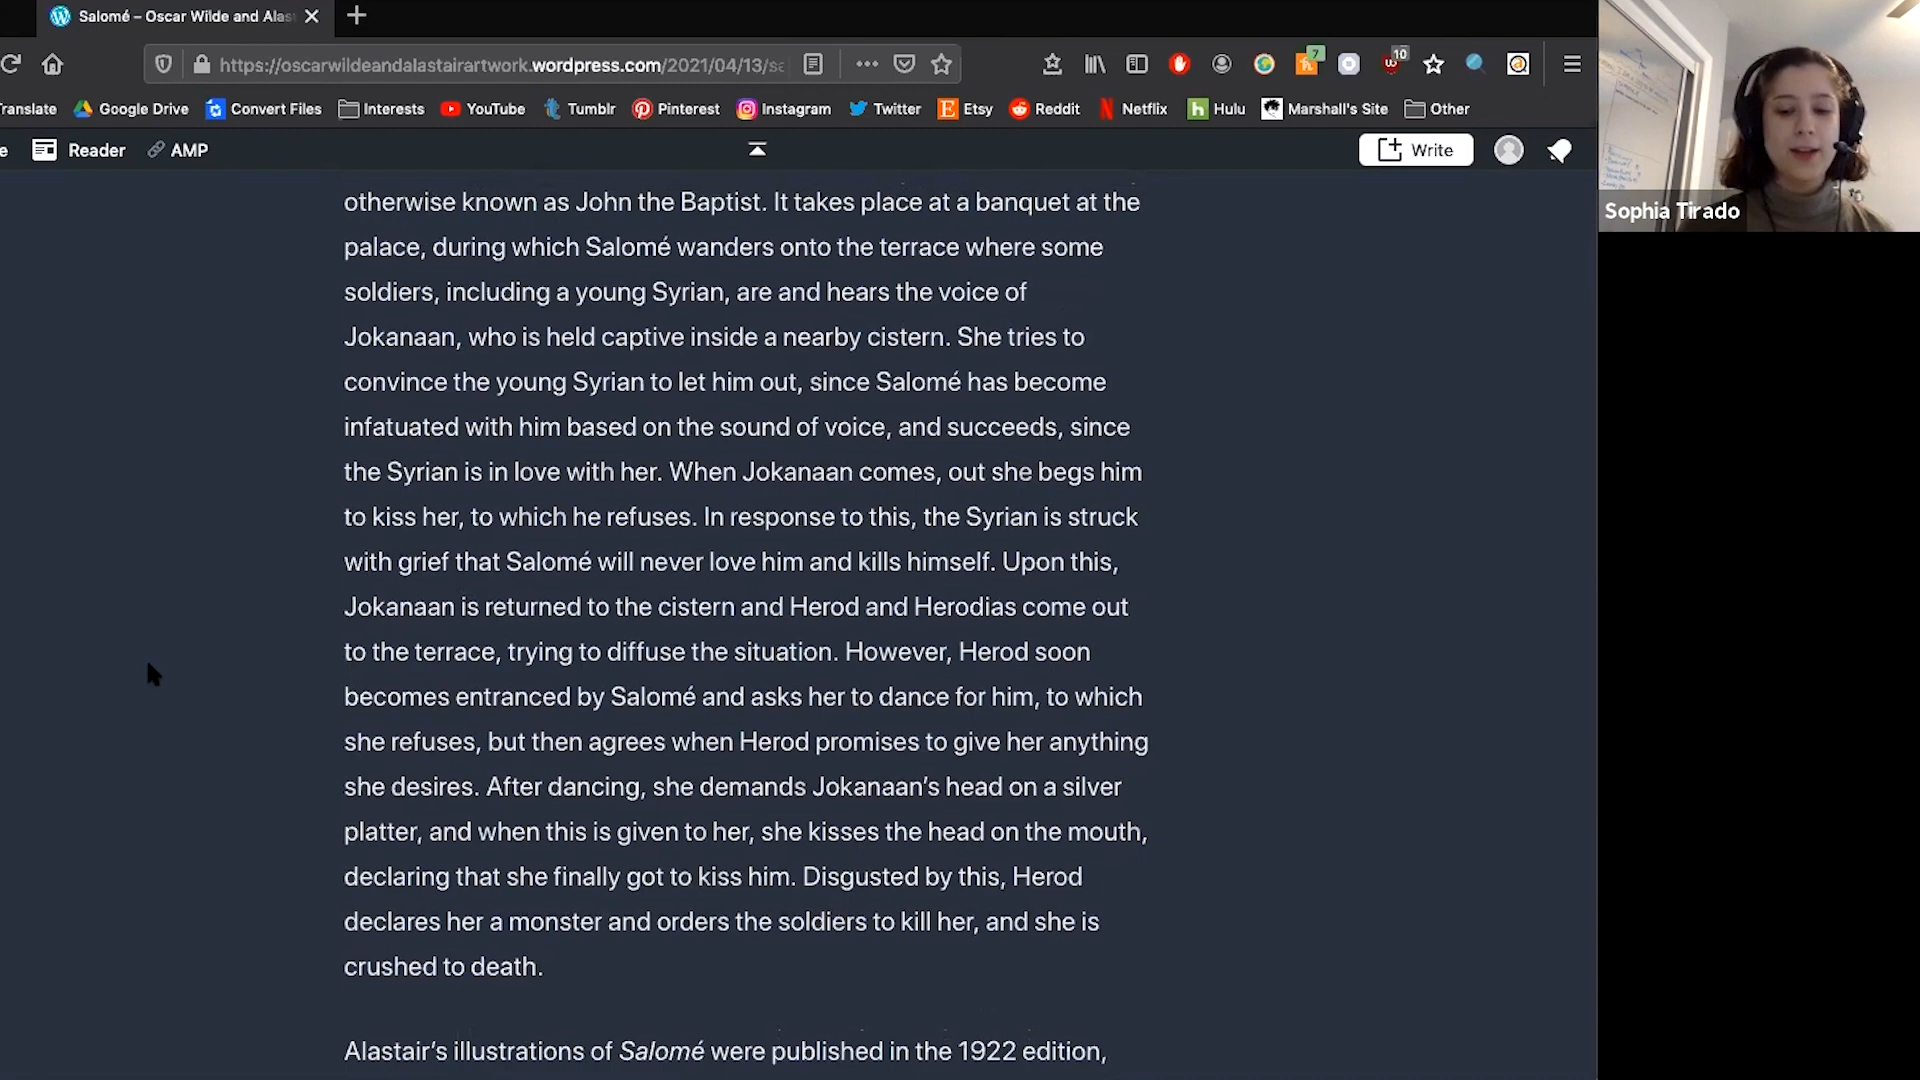 Salomé – Oscar Wilde and Alas
https://oscarwildeandalastairartwork.wordpress.com/2021/04/13/sa
7
10
ranslate
Google Drive
Convert Files
Interests
YouTube
Tumblr
Pinterest
Instagram
Twitter
Etsy
Reddit
Netflix
Hulu
Marshall's Site
Other
e
Reader
AMP
Write
Sophia Tirado
otherwise known as John the Baptist. It takes place at a banquet at the
palace, during which Salomé wanders onto the terrace where some
soldiers, including a young Syrian, are and hears the voice of
Jokanaan, who is held captive inside a nearby cistern. She tries to
convince the young Syrian to let him out, since Salomé has become
infatuated with him based on the sound of voice, and succeeds, since
the Syrian is in love with her. When Jokanaan comes, out she begs him
to kiss her, to which he refuses. In response to this, the Syrian is struck
with grief that Salomé will never love him and kills himself. Upon this,
Jokanaan is returned to the cistern and Herod and Herodias come out
to the terrace, trying to diffuse the situation. However, Herod soon
becomes entranced by Salomé and asks her to dance for him, to which
she refuses, but then agrees when Herod promises to give her anything
she desires. After dancing, she demands Jokanaan’s head on a silver
platter, and when this is given to her, she kisses the head on the mouth,
declaring that she finally got to kiss him. Disgusted by this, Herod
declares her a monster and orders the soldiers to kill her, and she is
crushed to death.
Alastair’s illustrations of Salomé were published in the 1922 edition,